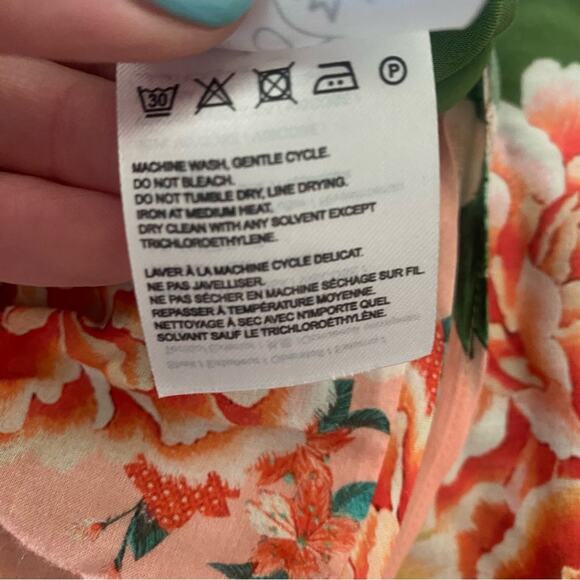 30 P
MACHINE WASH, GENTLE CYCLE.
DO NOT BLEACH.
DO NOT TUMBLE DRY, LINE DRYING.
IRON AT MEDIUM HEAT.
DRY CLEAN WITH ANY SOLVENT EXCEPT
TRICHLOROETHYLENE.
LAVER À LA MACHINE CYCLE DELICAT.
NE PAS JAVELLISER.
NE PAS SÉCHER EN MACHINE SÉCHAGE SUR FIL.
REPASSER À TEMPÉRATURE MOYENNE.
NETTOYAGE À SEC AVEC N'IMPORTE QUEL
SOLVANT SAUF LE TRICHLOROÉTHYLÈNE.